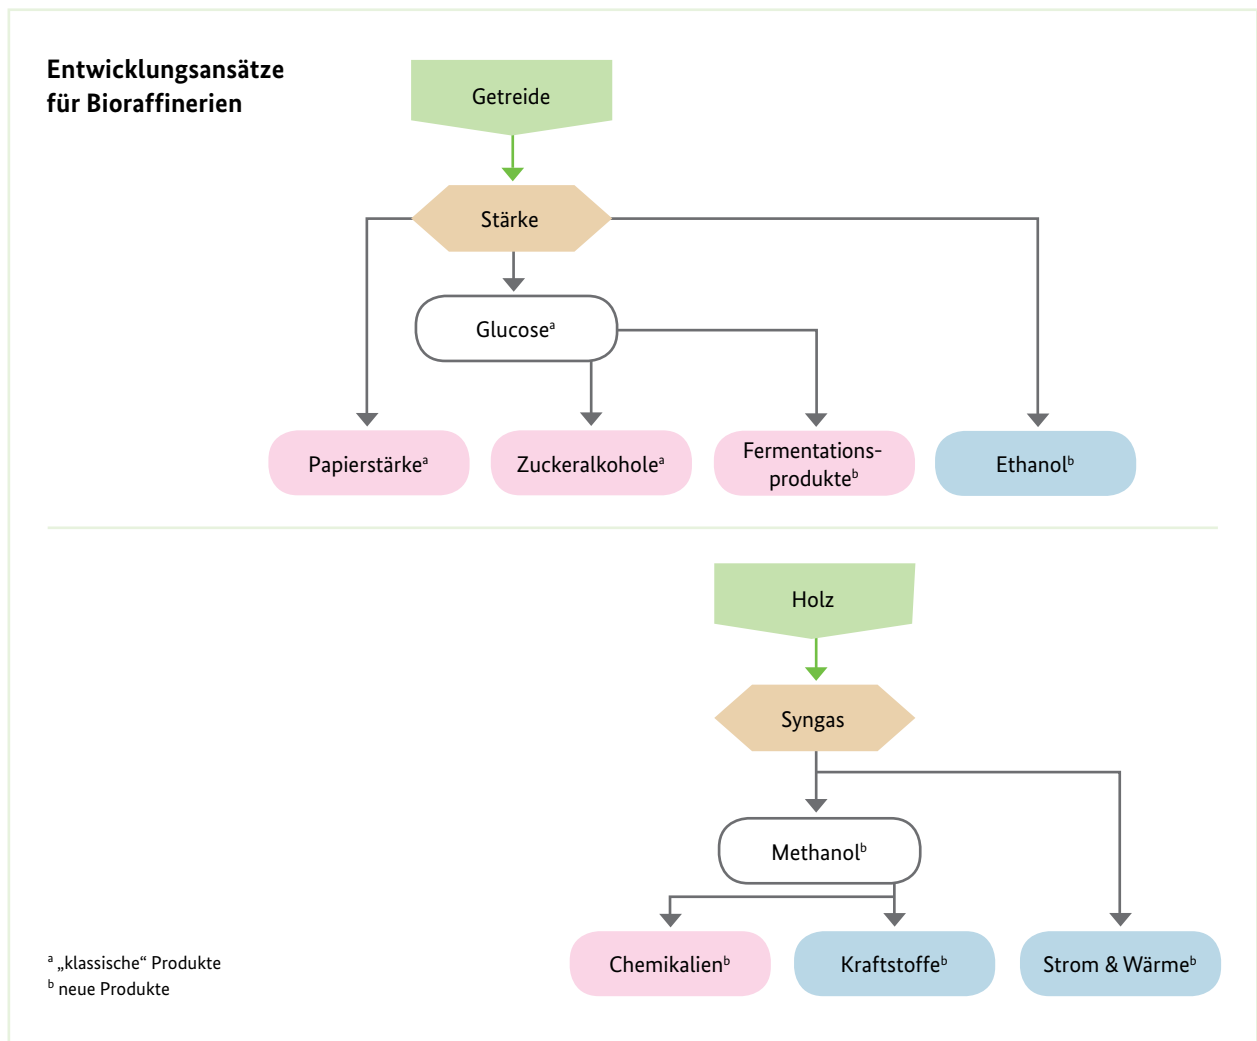 Entwicklungsansätze
für Bioraffinerien
Getreide
Stärke
Glucoseᵃ
Papierstärkeᵃ
Zuckeralkoholeᵃ
Fermentations-
produkteᵇ
Ethanolᵇ
Holz
Syngas
Methanolᵇ
Chemikalienᵇ
Kraftstoffeᵇ
Strom & Wärmeᵇ
ᵃ „klassische“ Produkte
ᵇ neue Produkte